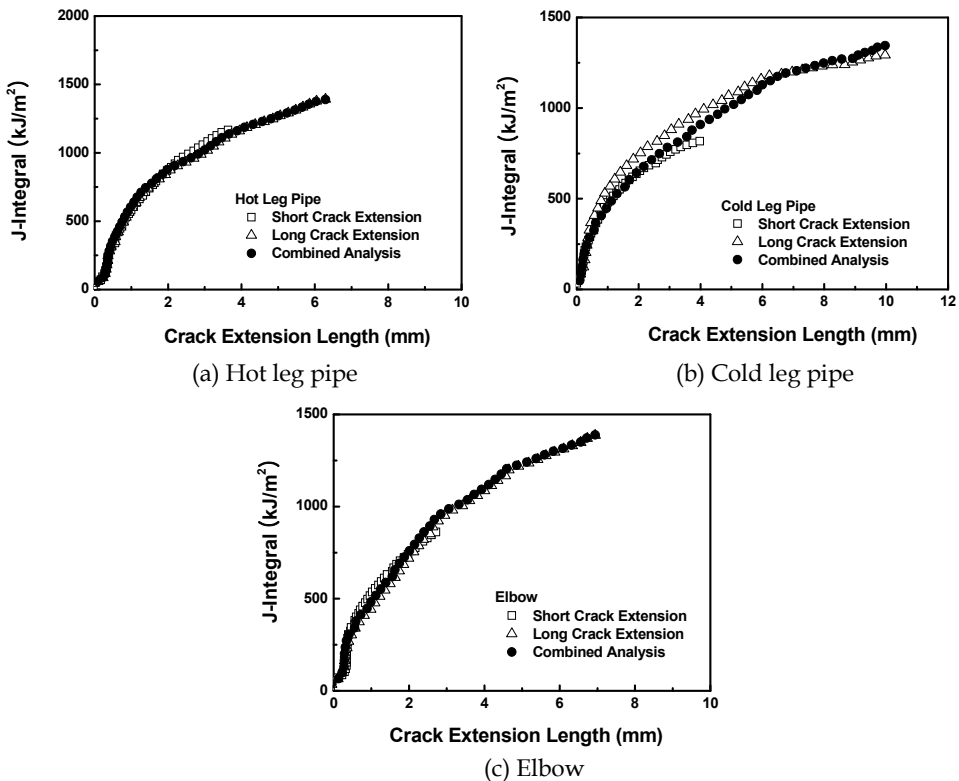 2000
1500
1000
500
0
J-Integral (kJ/m²)
Hot Leg Pipe
Short Crack Extension
Long Crack Extension
Combined Analysis
0 2 4 6 8 10
Crack Extension Length (mm)
(a) Hot leg pipe
1500
1250
1000
750
500
250
0
J-Integral (kJ/m²)
Cold Leg Pipe
Short Crack Extension
Long Crack Extension
Combined Analysis
0 2 4 6 8 10 12
Crack Extension Length (mm)
(b) Cold leg pipe
1500
1000
500
250
0
J-Integral (kJ/m²)
Elbow
Short Crack Extension
Long Crack Extension
Combined Analysis
0 2 4 6 8 10
Crack Extension Length (mm)
(c) Elbow